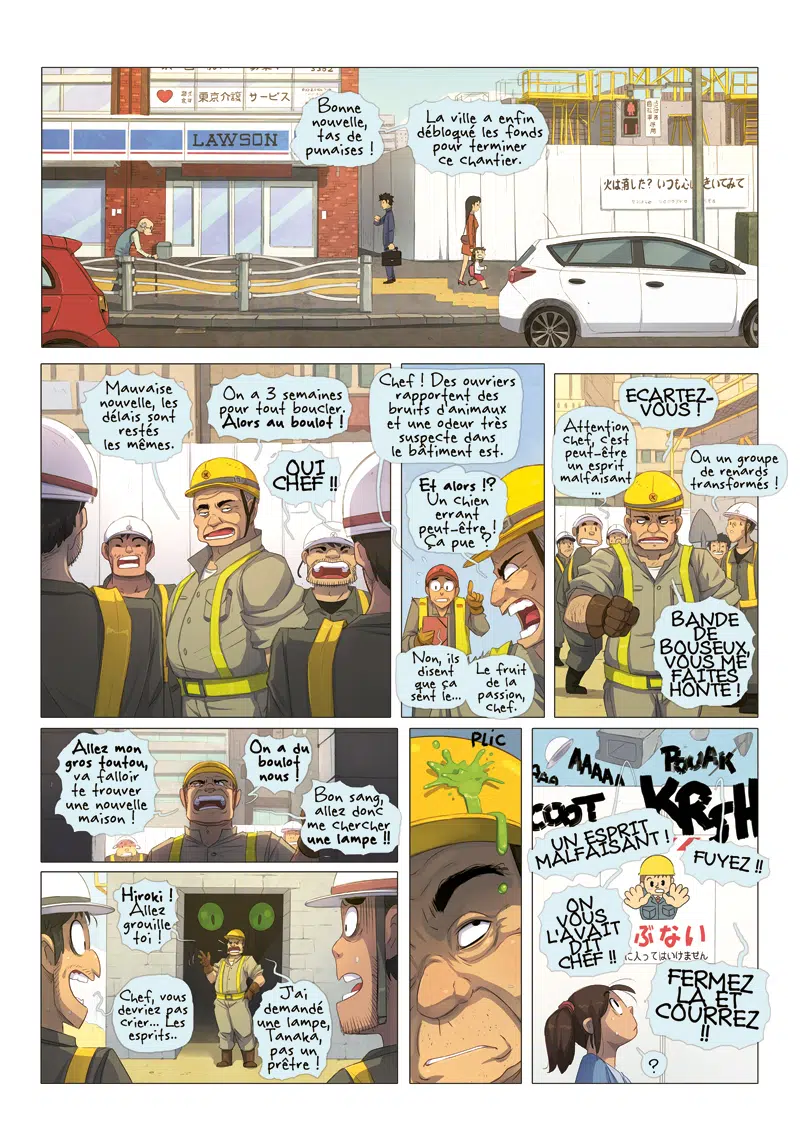 3382
東京介護サービス
LAWSON
Bonne
nouvelle,
tas de
punaises !
La ville a enfin
débloqué les fonds
pour terminer
ce chantier.
火は消した? いつも心
きいてみて
Mauvaise
nouvelle, les
délais sont
restés
les mêmes.
On a 3 semaines
pour tout boucler.
Alors au boulot !
OUI
CHEF !!
Chef ! Des ouvriers
rapportent des
bruits d'animaux
et une odeur très
suspecte dans
le bâtiment est.
Et alors !?
Un chien
errant
peut-être !
Ça pue ?
Non, ils
disent
que ça
sent le...
Le fruit
de la
passion,
chef.
ECARTEZ-
VOUS !
Attention
chef, c'est
peut-être
un esprit
malfaisant
...
Ou un groupe
de renards
transformés !
BANDE
DE
BOUSEUX,
VOUS ME
FAITES
HONTE !
Allez mon
gros toutou,
va falloir
te trouver
une nouvelle
maison !
On a du
boulot
nous !
Bon sang,
allez donc
me chercher
une lampe !!
Hiroki !
Allez
grouille
toi !
Chef, vous
devriez pas
crier... Les
esprits..
J'ai
demandé
une lampe,
Tanaka,
pas un
prêtre !
PLIC
AAA
AAAAA
POUAK
COOT
KRSH
UN ESPRIT
MALFAISANT !
FUYEZ !!
ON
VOUS
L'AVAIT
DIT
CHEF !!
ぶない
に入ってはいけません
FERMEZ
LA ET
COURREZ
!!
?